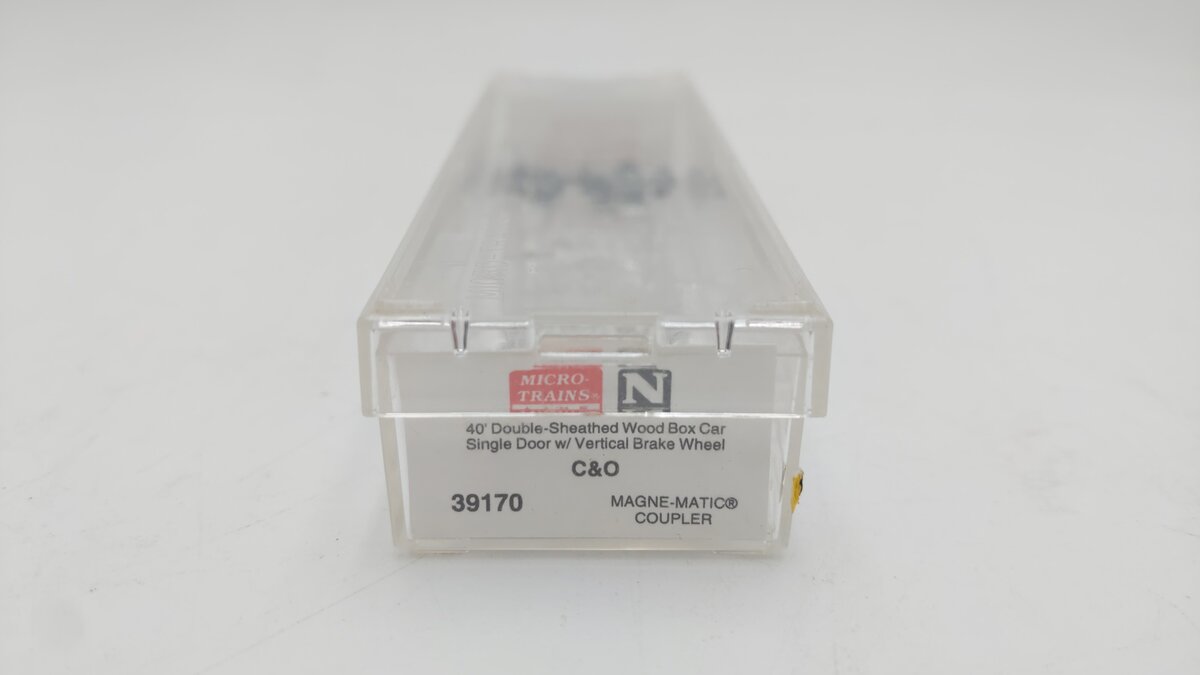 MICRO-
TRAINS®
N
40' Double-Sheathed Wood Box Car
Single Door w/ Vertical Brake Wheel
C&O
39170
MAGNE-MATIC®
COUPLER